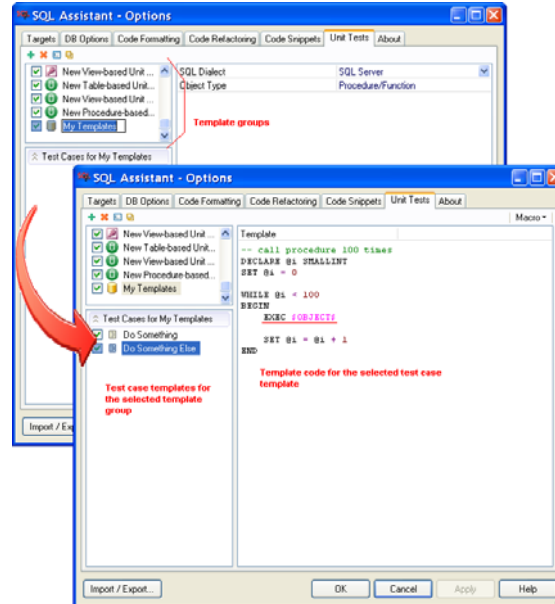 SQL Assistant - Options
Targets DB Options Code Formatting Code Refactoring Code Snippets Unit Tests About
New View-based Unit ...
New Table-based Unit...
New View-based Unit ...
New Procedure-based...
My Templates
SQL Dialect SQL Server
Object Type Procedure/Function
Template groups
Test Cases for My Templates
Import / Exp
SQL Assistant - Options
Targets DB Options Code Formatting Code Refactoring Code Snippets Unit Tests About
Macro
New View-based Unit ...
New Table-based Unit...
New View-based Unit ...
New Procedure-based...
My Templates
Test Cases for My Templates
Do Something
Do Something Else
Test case templates for
the selected template
group
Template
-- call procedure 100 times
DECLARE @i SMALLINT
SET @i = 0
WHILE @i < 100
BEGIN
EXEC $OBJECT$
SET @i = @i + 1
END
Template code for the selected test case
template
Import / Export...
OK Cancel Apply Help